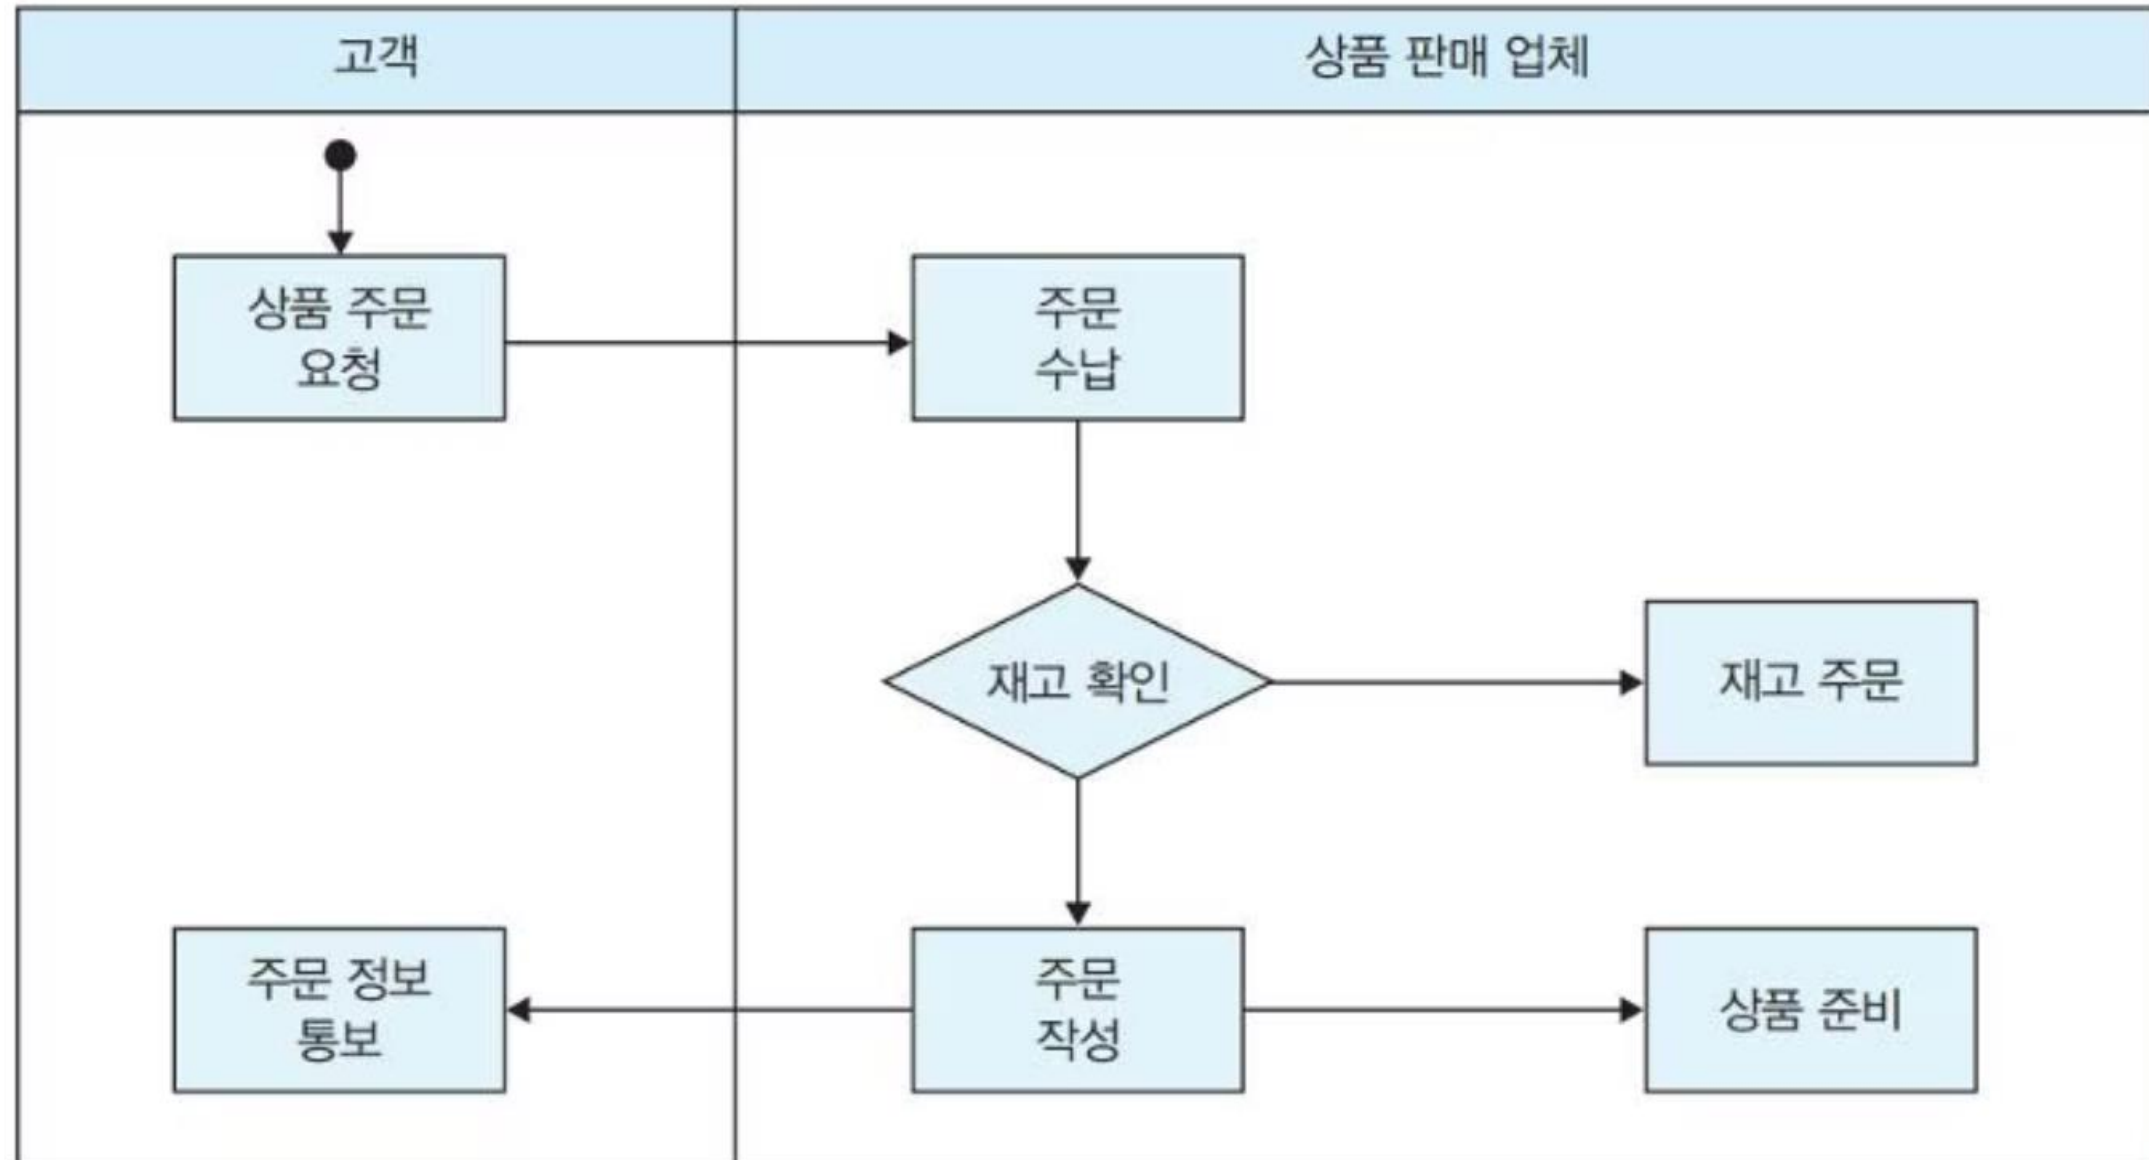 고객
상품 판매 업체
상품 주문
요청
주문
수납
재고 확인
재고 주문
주문 정보
통보
주문
작성
상품 준비